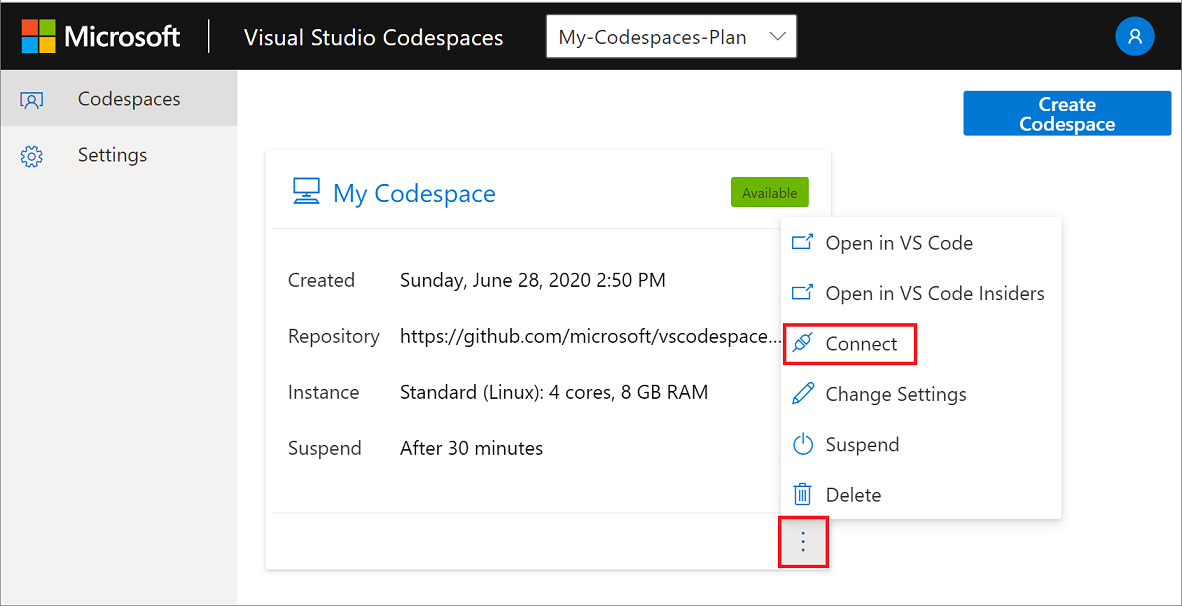 Microsoft
Visual Studio Codespaces
My-Codespaces-Plan
Codespaces
Settings
Create
Codespace
My Codespace
Available
Created Sunday, June 28, 2020 2:50 PM
Repository https://github.com/microsoft/vscodespace...
Instance Standard (Linux): 4 cores, 8 GB RAM
Suspend After 30 minutes
Open in VS Code
Open in VS Code Insiders
Connect
Change Settings
Suspend
Delete